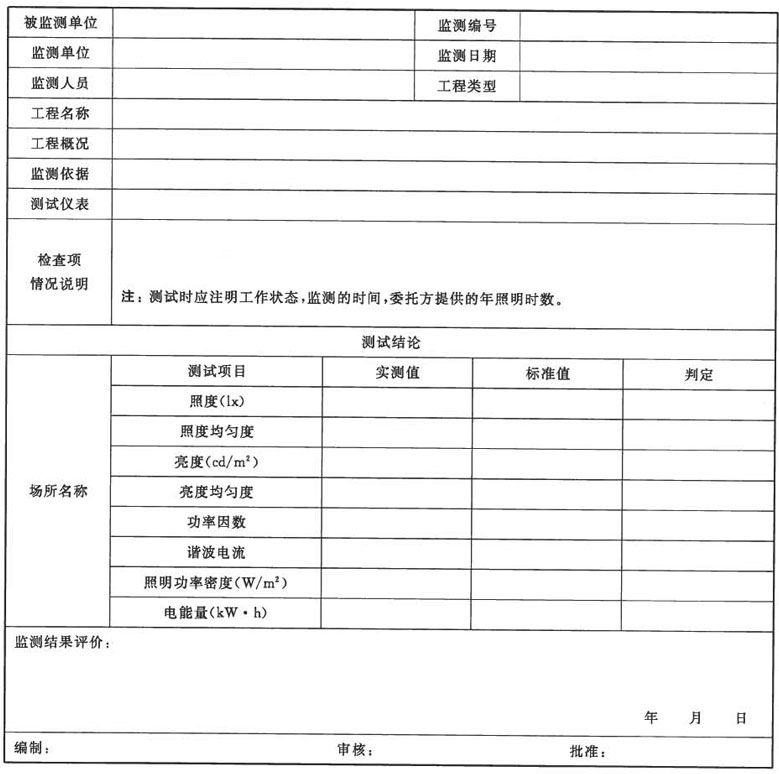 被监测单位 监测编号
监测单位 监测日期
监测人员 工程类型
工程名称
工程概况
监测依据
测试仪表
检查项
情况说明
注：测试时应注明工作状态，监测的时间，委托方提供的年照明时数。
测试结论
场所名称
测试项目 实测值 标准值 判定
照度(lx)
照度均匀度
亮度(cd/m²)
亮度均匀度
功率因数
谐波电流
照明功率密度(W/m²)
电能量(kW·h)
监测结果评价：
年 月 日
编制： 审核： 批准：